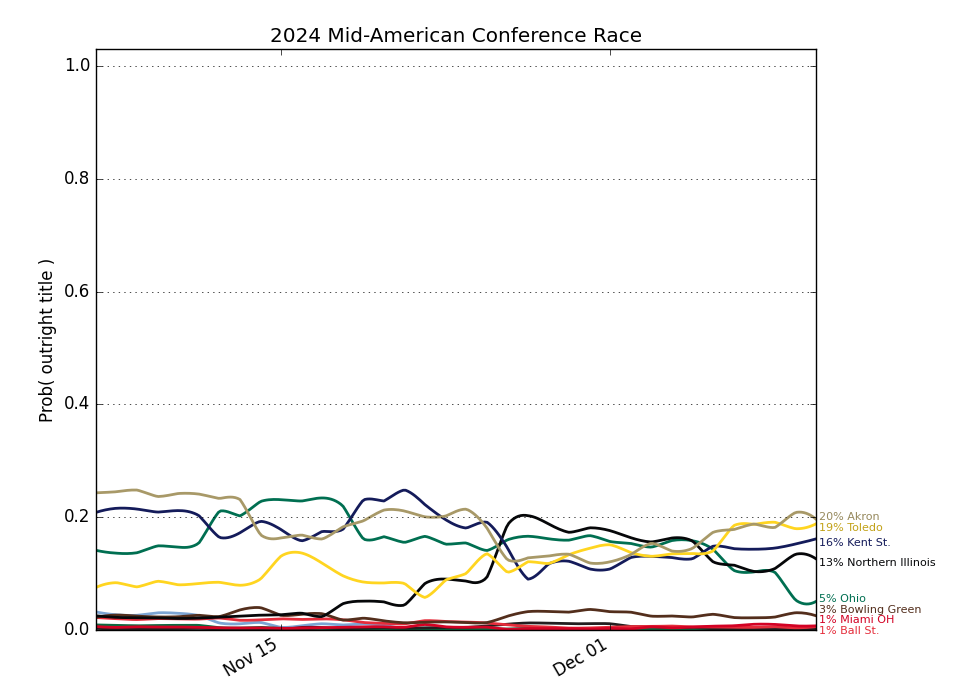 2024 Mid-American Conference Race
Prob( outright title )
1.0
0.8
0.6
0.4
0.2
0.0
Nov 15
Dec 01
20% Akron
19% Toledo
16% Kent St.
13% Northern Illinois
5% Ohio
3% Bowling Green
1% Miami OH
1% Ball St.